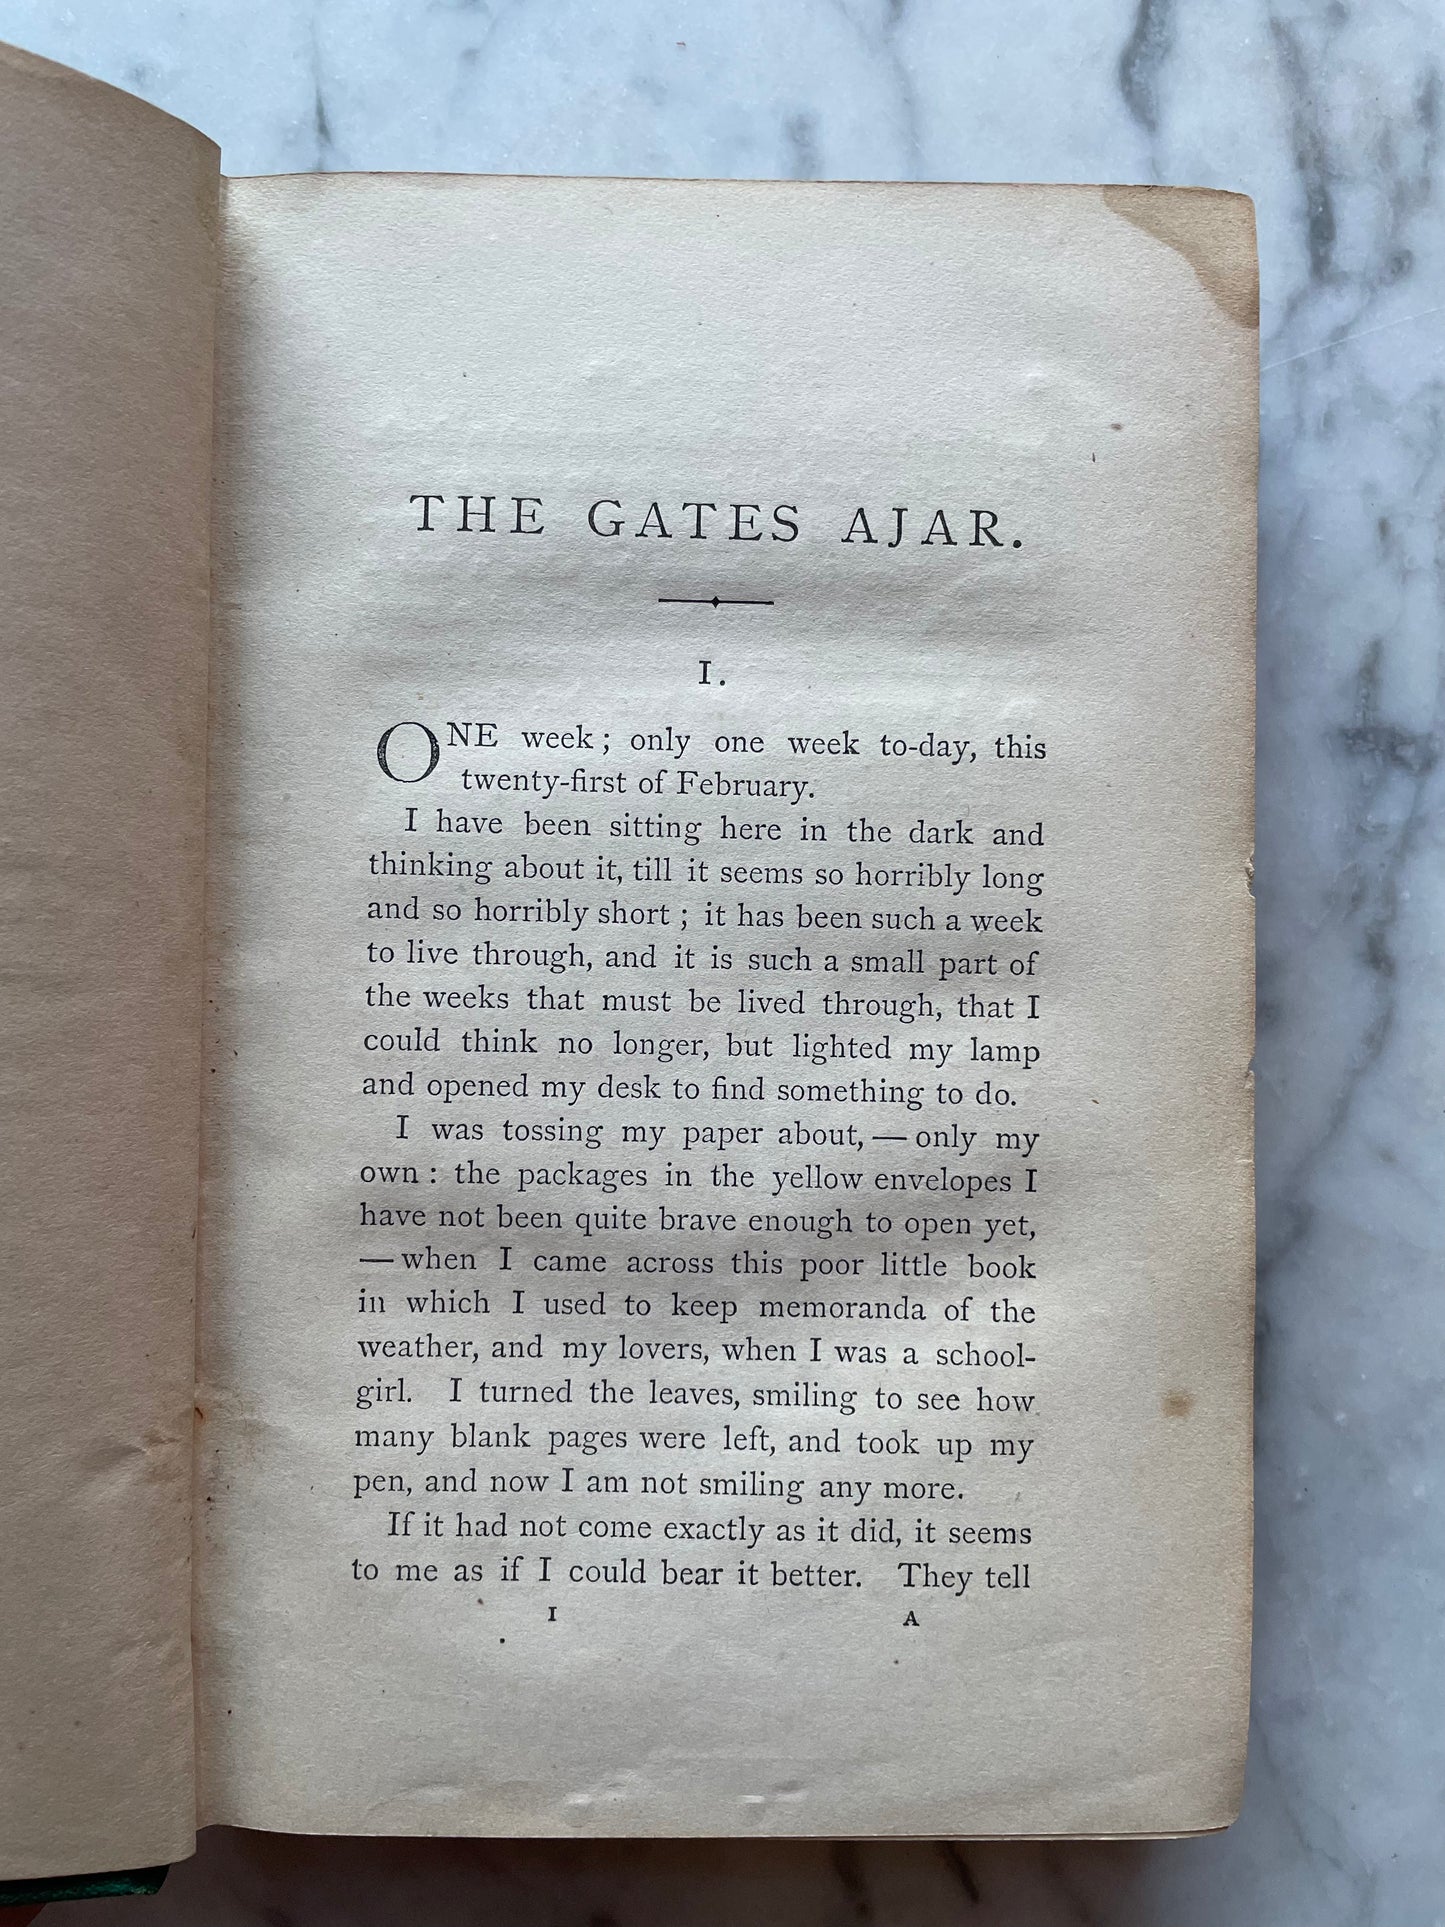 THE GATES AJAR.
I.
ONE week ; only one week to-day, this
twenty-first of February.
I have been sitting here in the dark and
thinking about it, till it seems so horribly long
and so horribly short ; it has been such a week
to live through, and it is such a small part of
the weeks that must be lived through, that I
could think no longer, but lighted my lamp
and opened my desk to find something to do.
I was tossing my paper about, — only my
own : the packages in the yellow envelopes I
have not been quite brave enough to open yet,
— when I came across this poor little book
in which I used to keep memoranda of the
weather, and my lovers, when I was a school-
girl. I turned the leaves, smiling to see how
many blank pages were left, and took up my
pen, and now I am not smiling any more.
If it had not come exactly as it did, it seems
to me as if I could bear it better. They tell
1 A